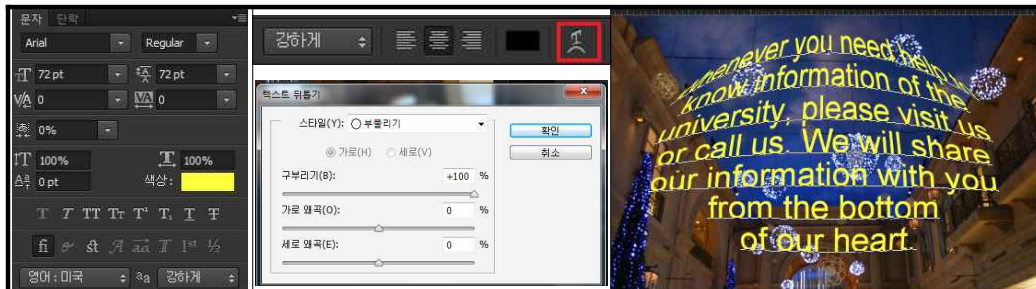 문자 단락
Arial Regular
72 pt 72 pt
0 0
0%
100% 100%
0 pt 색상:
영어: 미국 aa 강하게
강하게
텍스트 뒤틀기
스타일(Y): 부풀리기
확인
가로(H) 세로(V)
취소
구부리기(B): +100 %
가로 왜곡(O): 0 %
세로 왜곡(E): 0 %
whenever you need help to
know information of the
university, please visit us
or call us. We will share
our information with you
from the bottom
of our heart.